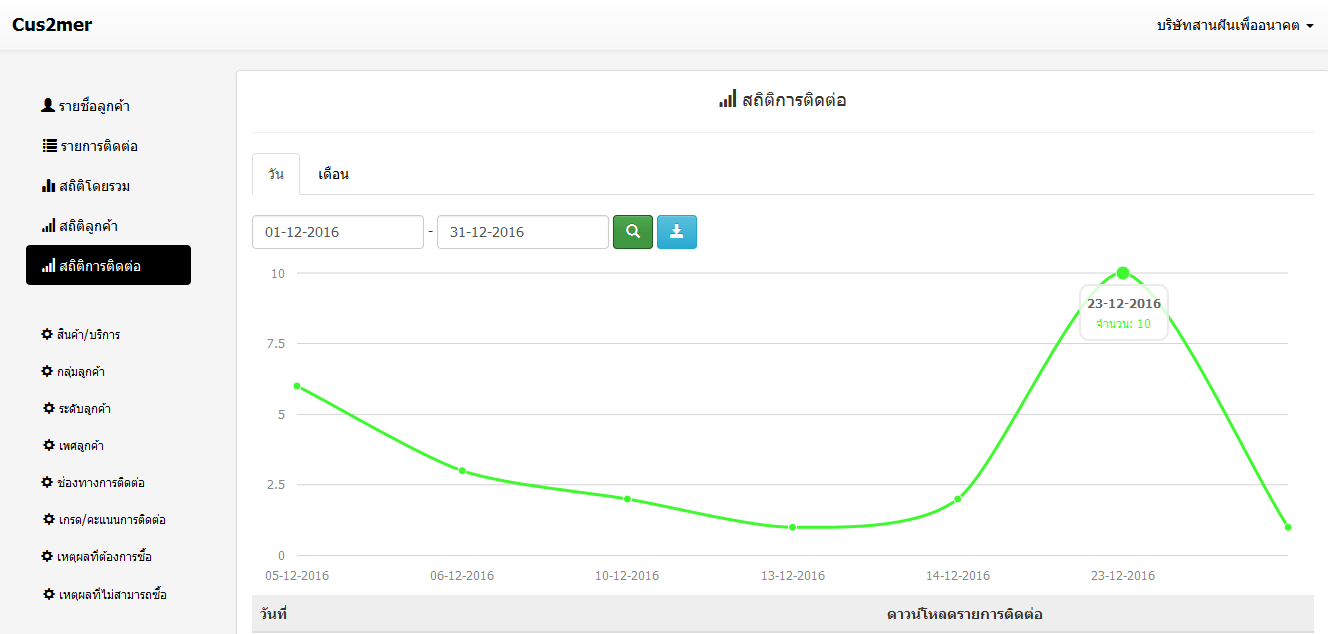 Cus2mer
บริษัทสานฝันเพื่ออนาคต
รายชื่อลูกค้า
รายการติดต่อ
สถิติโดยรวม
สถิติลูกค้า
สถิติการติดต่อ
สินค้า/บริการ
กลุ่มลูกค้า
ระดับลูกค้า
เพศลูกค้า
ช่องทางการติดต่อ
เกรด/คะแนนการติดต่อ
เหตุผลที่ต้องการซื้อ
เหตุผลที่ไม่สามารถซื้อ
สถิติการติดต่อ
วัน เดือน
01-12-2016 - 31-12-2016
10
7.5
5
2.5
0
23-12-2016
จำนวน: 10
05-12-2016 06-12-2016 10-12-2016 13-12-2016 14-12-2016 23-12-2016
วันที่ ดาวน์โหลดรายการติดต่อ